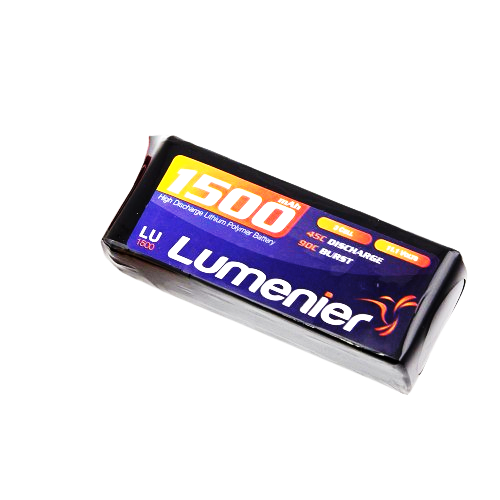 1500 mAh
High Discharge Lithium Polymer Battery
45C DISCHARGE
90C BURST
LU
1500
Lumenier